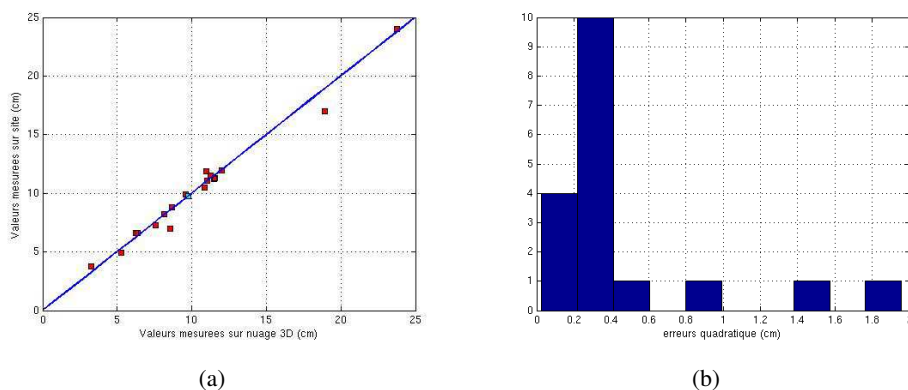 25
20
15
10
5
0
Valeurs mesurees sur site (cm)
0 5 10 15 20 25
Valeurs mesurees sur nuage 3D (cm)
(a)
10
9
8
7
6
5
4
3
2
1
0
0 0.2 0.4 0.6 0.8 1 1.2 1.4 1.6 1.8
erreurs quadratique (cm)
(b)